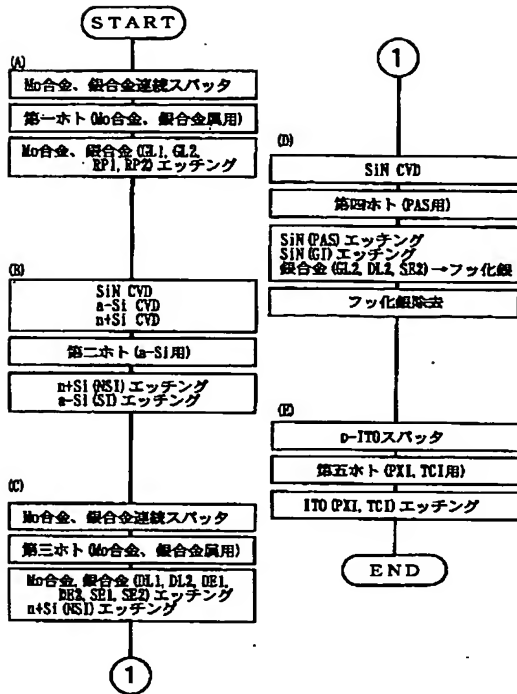 START
(A)
Mo合金、銀合金連続スパッタ
第一ホト(Mo合金、銀合金属用)
Mo合金、銀合金(GL1, GL2,
RP1, RP2)エッチング
(B)
SiN CVD
a-Si CVD
n+Si CVD
第二ホト(a-Si用)
n+Si(NSI)エッチング
a-Si(SI)エッチング
(C)
Mo合金、銀合金連続スパッタ
第三ホト(Mo合金、銀合金属用)
Mo合金,銀合金(DL1, DL2, DE1,
DE2, SE1, SE2)エッチング
n+Si(NSI)エッチング
1
1
(D)
SiN CVD
第四ホト(PAS用)
SiN(PAS)エッチング
SiN(GI)エッチング
銀合金(GL2, DL2, SE2)→フッ化銀
フッ化銀除去
(E)
p-ITOスパッタ
第五ホト(PX1, TC1用)
ITO(PX1, TC1)エッチング
END